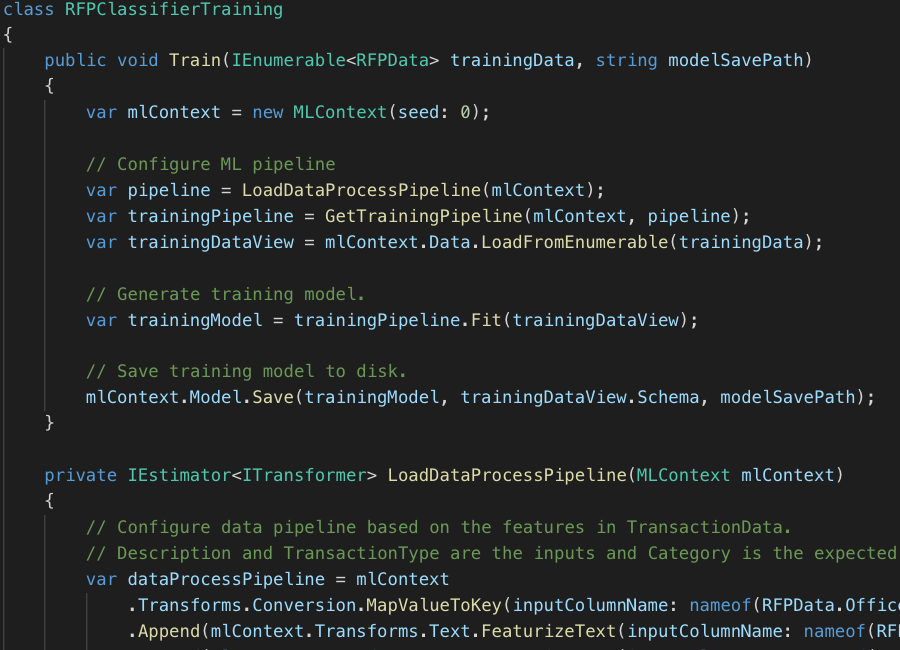 class RFPClassifierTraining
{
public void Train(IEnumerable<RFPData> trainingData, string modelSavePath)
{
var mlContext = new MLContext(seed: 0);
// Configure ML pipeline
var pipeline = LoadDataProcessPipeline(mlContext);
var trainingPipeline = GetTrainingPipeline(mlContext, pipeline);
var trainingDataView = mlContext.Data.LoadFromEnumerable(trainingData);
// Generate training model.
var trainingModel = trainingPipeline.Fit(trainingDataView);
// Save training model to disk.
mlContext.Model.Save(trainingModel, trainingDataView.Schema, modelSavePath);
}
private IEstimator<ITransformer> LoadDataProcessPipeline(MLContext mlContext)
{
// Configure data pipeline based on the features in TransactionData.
// Description and TransactionType are the inputs and Category is the expected
var dataProcessPipeline = mlContext
.Transforms.Conversion.MapValueToKey(inputColumnName: nameof(RFPData.Offic
.Append(mlContext.Transforms.Text.FeaturizeText(inputColumnName: nameof(RF